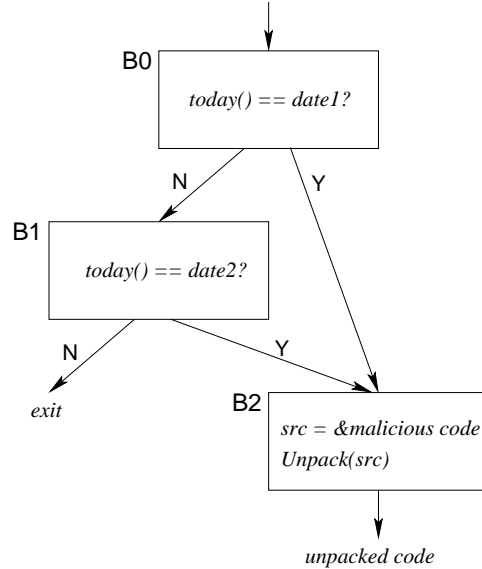 B0
today() == date1?
N
Y
B1
today() == date2?
N
Y
exit
B2
src = &malicious code
Unpack(src)
unpacked code